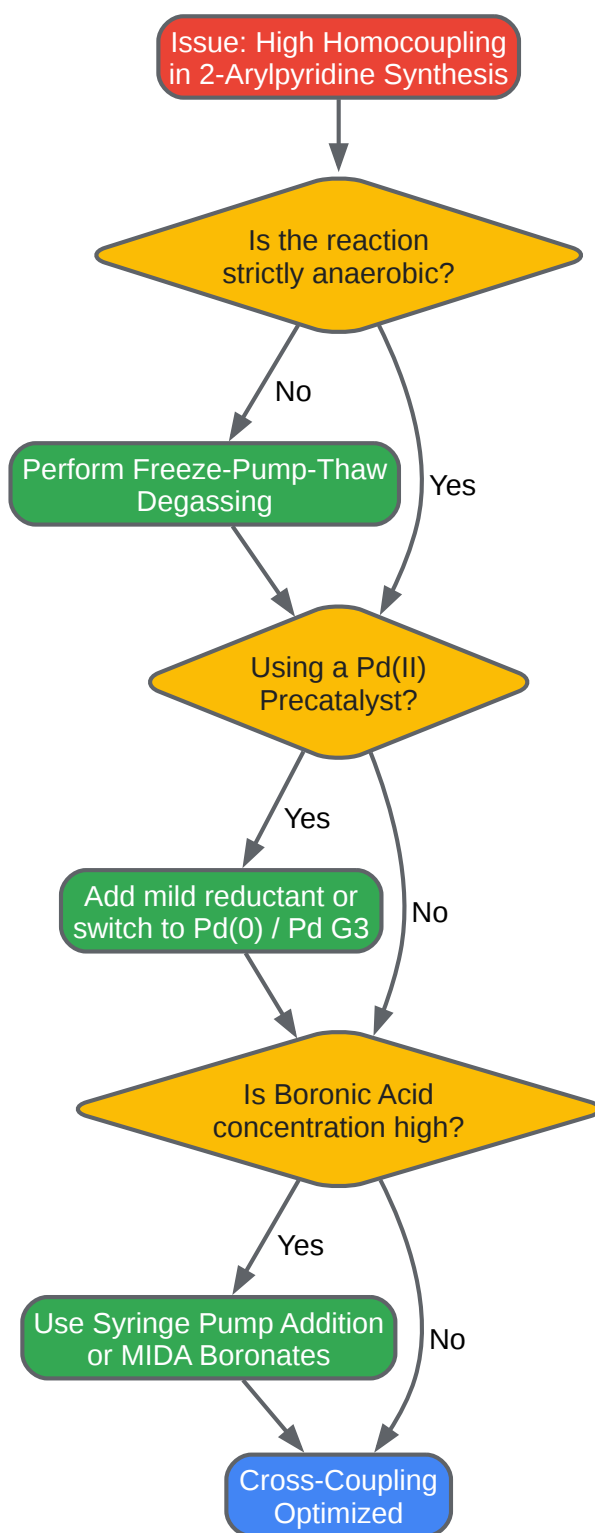 Issue: High Homocoupling
in 2-Arylpyridine Synthesis
Is the reaction
strictly anaerobic?
No
Perform Freeze-Pump-Thaw
Degassing
Yes
Using a Pd(II)
Precatalyst?
Yes
Add mild reductant or
switch to Pd(0) / Pd G3
No
Is Boronic Acid
concentration high?
Yes
Use Syringe Pump Addition
or MIDA Boronates
No
Cross-Coupling
Optimized